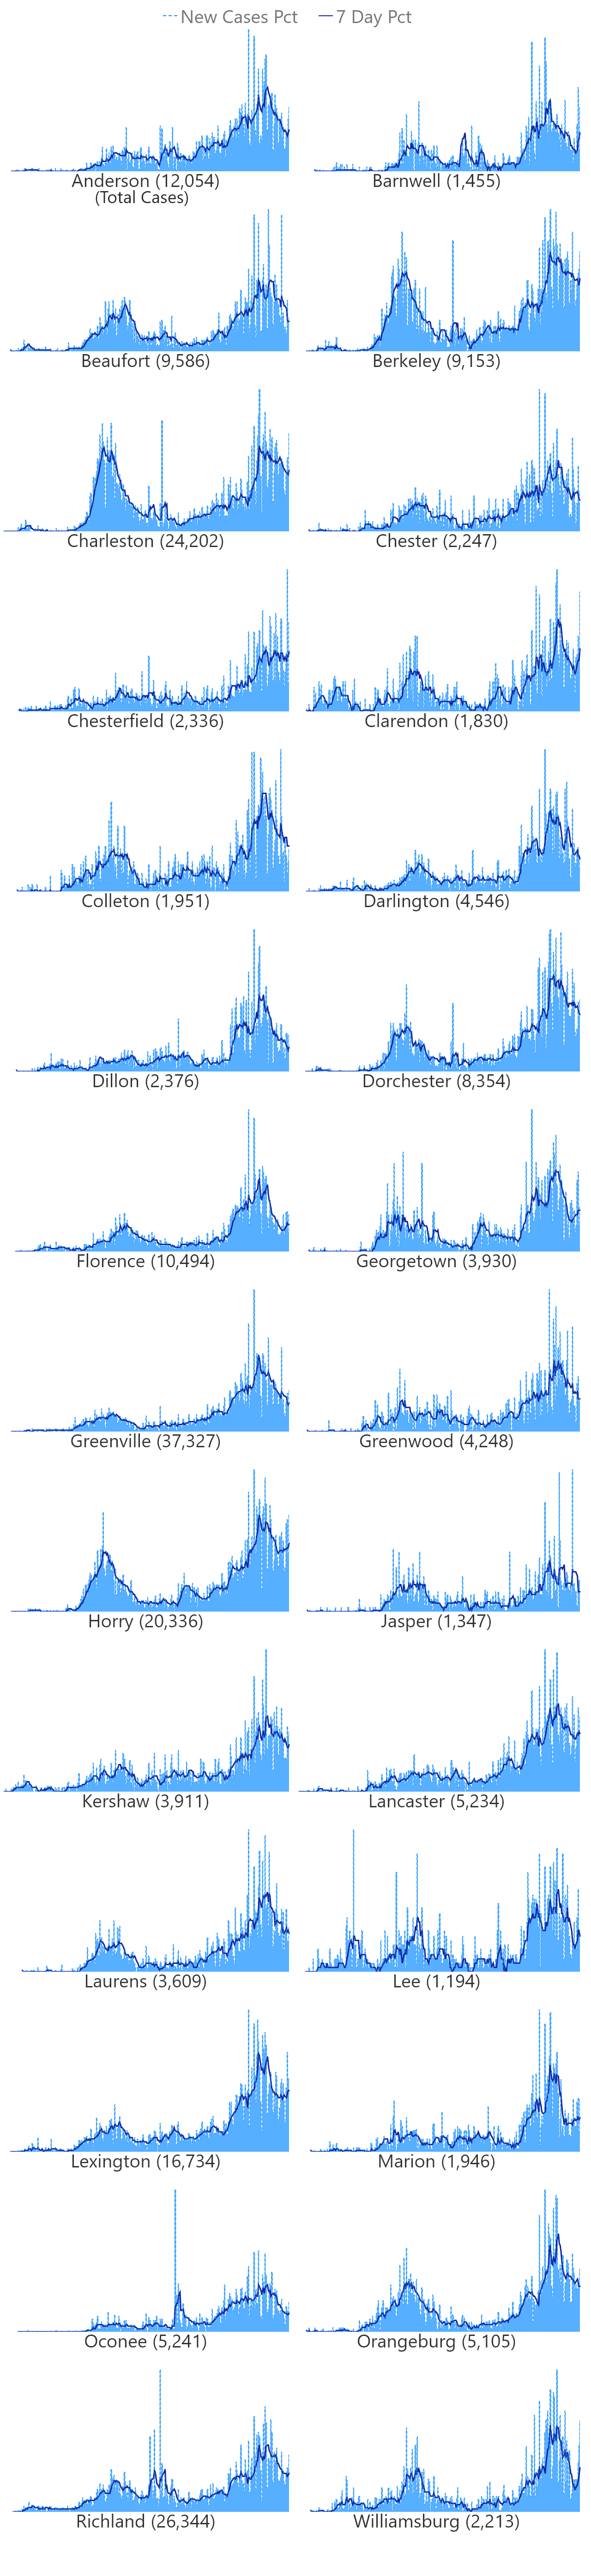 New Cases Pct 7 Day Pct
Anderson (12,054) Barnwell (1,455)
(Total Cases)
Beaufort (9,586) Berkeley (9,153)
Charleston (24,202) Chester (2,247)
Chesterfield (2,336) Clarendon (1,830)
Colleton (1,951) Darlington (4,546)
Dillon (2,376) Dorchester (8,354)
Florence (10,494) Georgetown (3,930)
Greenville (37,327) Greenwood (4,248)
Horry (20,336) Jasper (1,347)
Kershaw (3,911) Lancaster (5,234)
Laurens (3,609) Lee (1,194)
Lexington (16,734) Marion (1,946)
Oconee (5,241) Orangeburg (5,105)
Richland (26,344) Williamsburg (2,213)